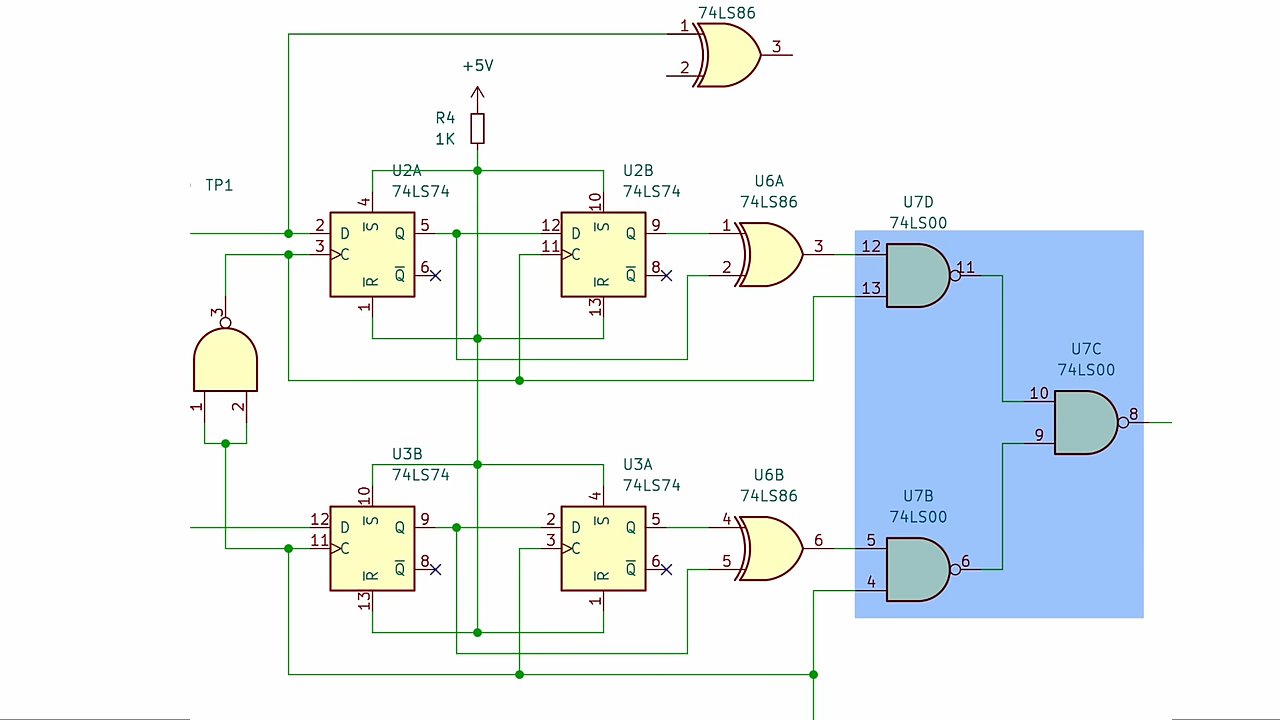 74LS86
1
3
2
+5V
R4
1K
TP1
U2A
74LS74
4
2 D S Q 5
3 C
R Q 6
1
U2B
74LS74
10
12 D S Q 9
11 C
R Q 8
13
U6A
74LS86
1
2
3
U7D
74LS00
12
13
11
3
1 2
U7C
74LS00
10
9
8
U3B
74LS74
10
12 D S Q 9
11 C
R Q 8
13
U3A
74LS74
4
2 D S Q 5
3 C
R Q 6
1
U6B
74LS86
4
5
6
U7B
74LS00
5
4
6